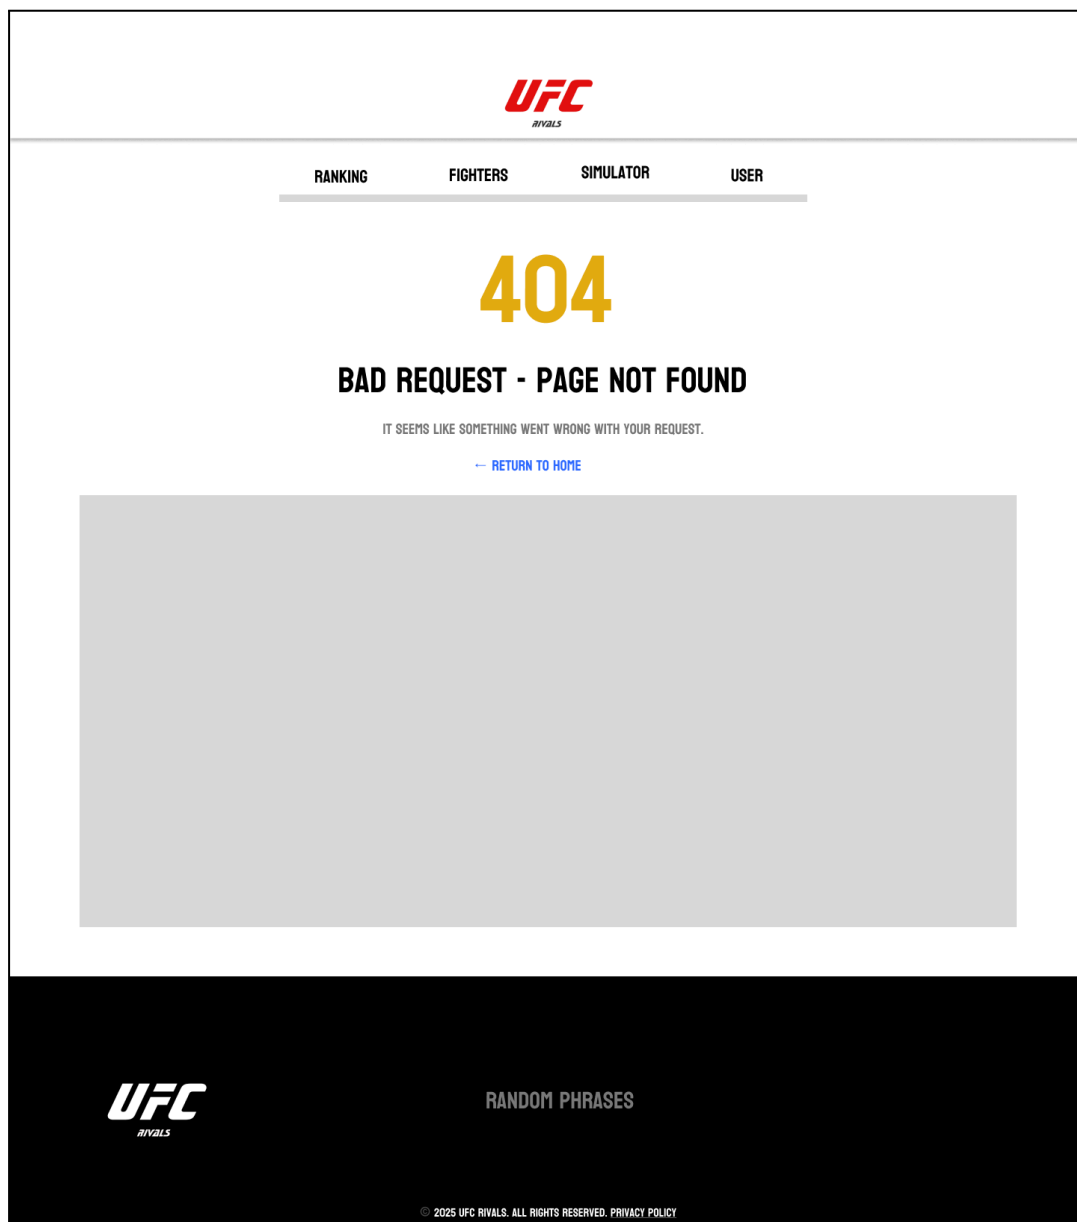 UFC
RIVALS
RANKING FIGHTERS SIMULATOR USER
404
BAD REQUEST - PAGE NOT FOUND
IT SEEMS LIKE SOMETHING WENT WRONG WITH YOUR REQUEST.
← RETURN TO HOME
UFC
RIVALS
RANDOM PHRASES
© 2025 UFC RIVALS. ALL RIGHTS RESERVED. PRIVACY POLICY